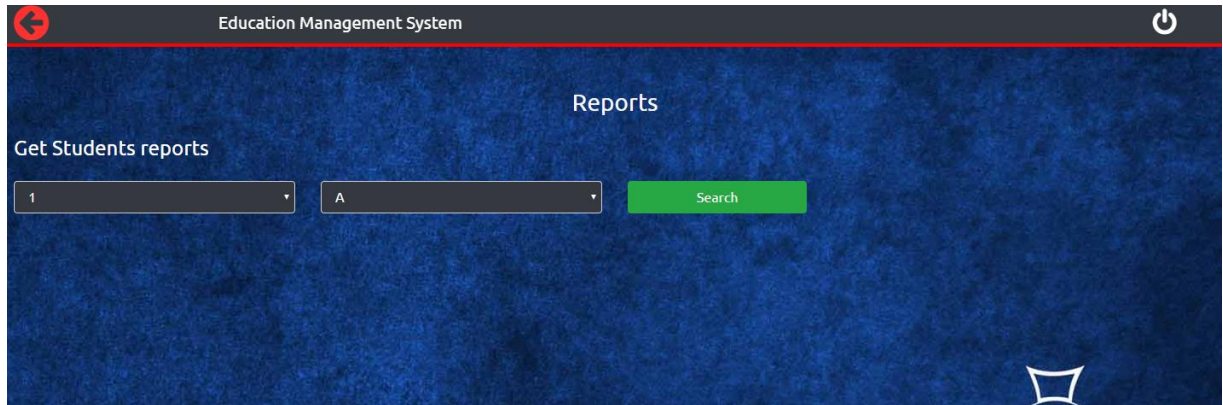 Education Management System
Reports
Get Students reports
1 A Search